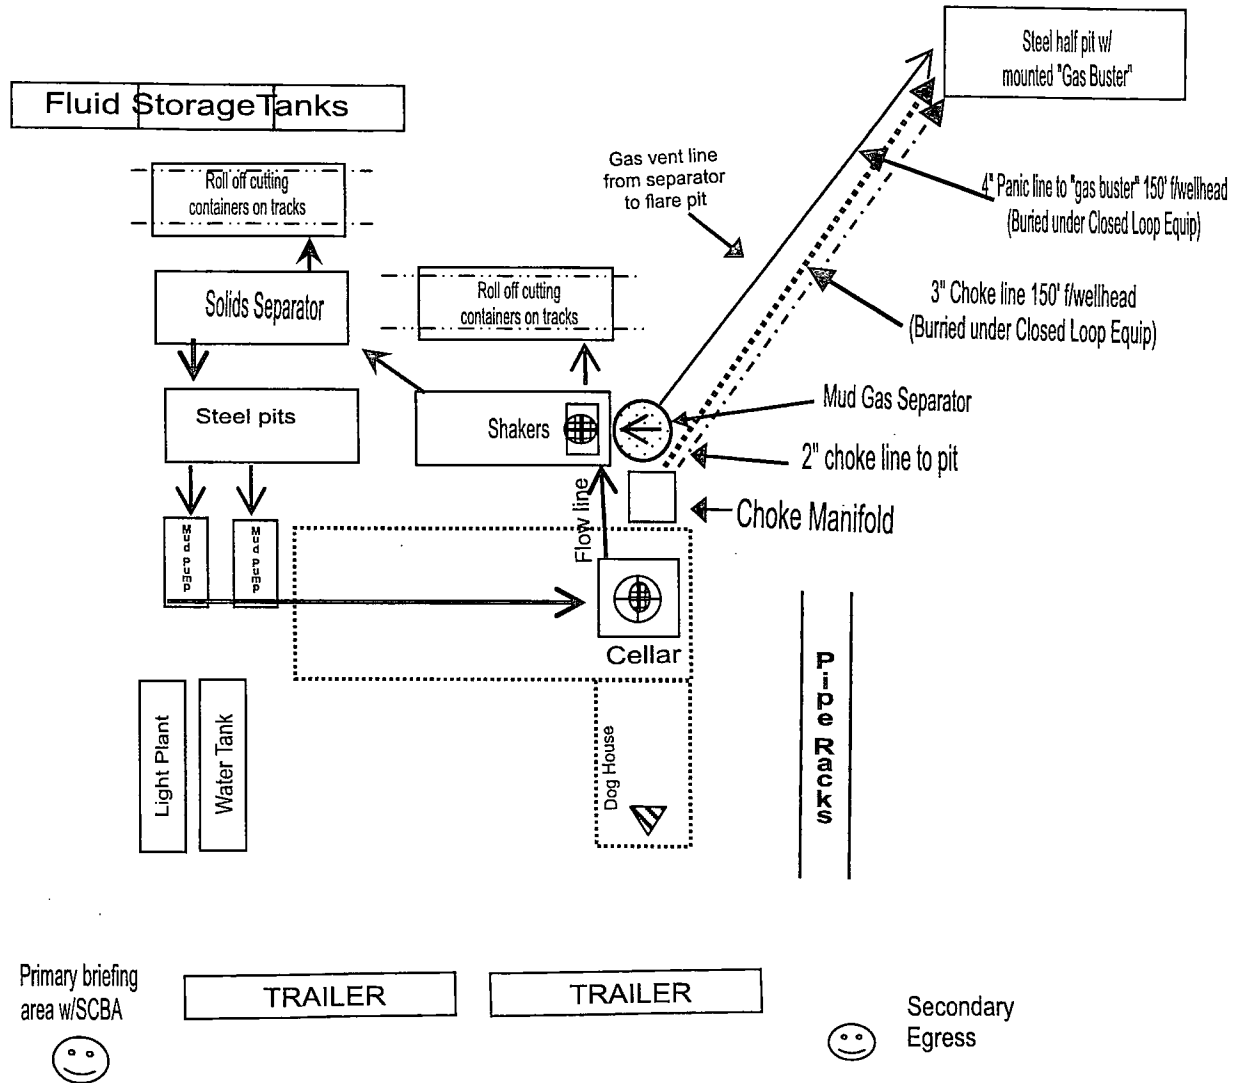 Steel half pit w/
mounted "Gas Buster"
Fluid StorageTanks
Gas vent line
from separator
to flare pit
4" Panic line to "gas buster" 150' f/wellhead
(Buried under Closed Loop Equip)
Roll off cutting
containers on tracks
Solids Separator
Roll off cutting
containers on tracks
3" Choke line 150' f/wellhead
(Burried under Closed Loop Equip)
Steel pits
Shakers
Mud Gas Separator
2" choke line to pit
Choke Manifold
Flow line
Mud Pump
Mud Pump
Cellar
Pipe Racks
Light Plant
Water Tank
Dog House
Primary briefing
area w/SCBA
TRAILER
TRAILER
Secondary
Egress